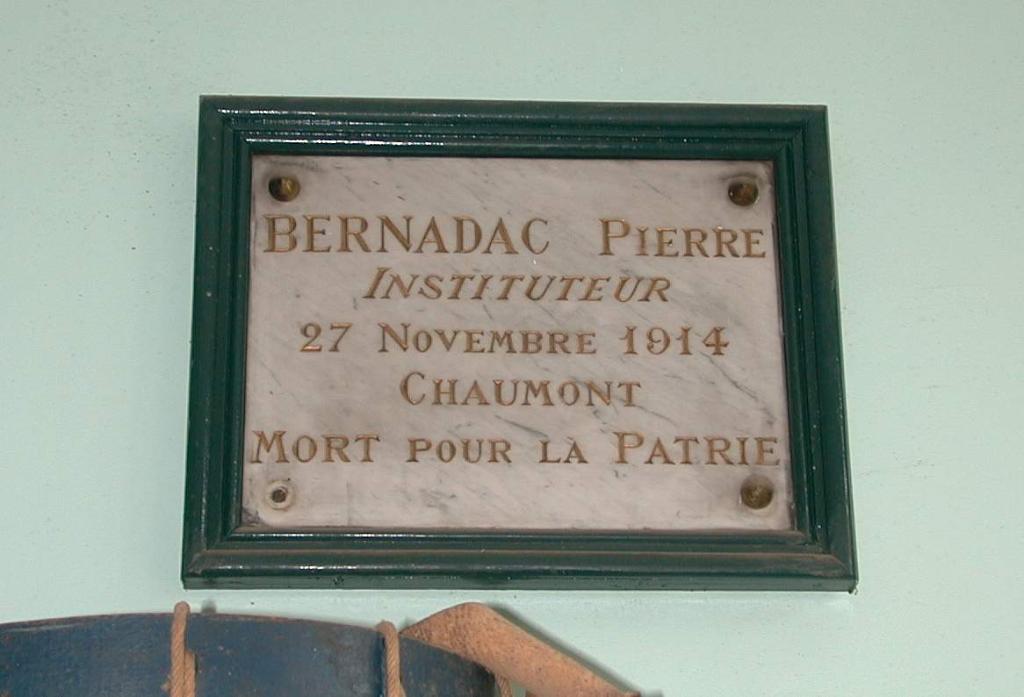 BERNADAC PIERRE
INSTITUTEUR
27 NOVEMBRE 1914
CHAUMONT
MORT POUR LA PATRIE